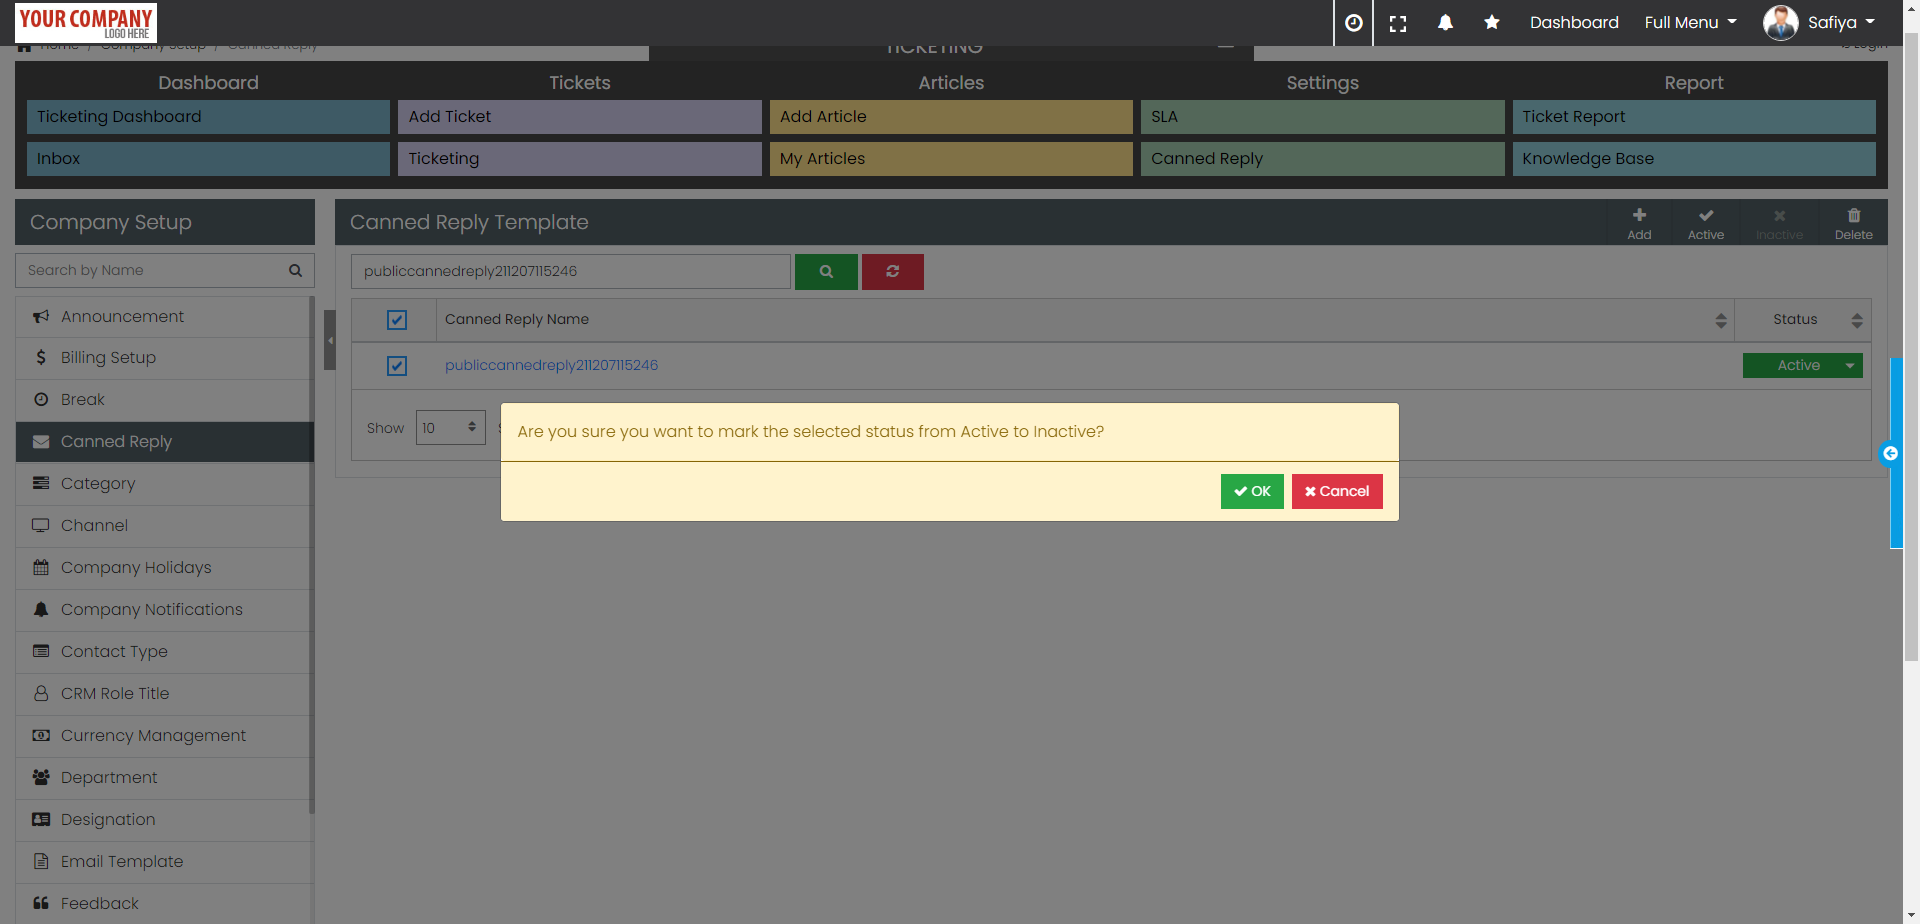 YOUR COMPANY
LOGO HERE
Dashboard
Full Menu
Safiya
Home / Company Setup / Canned Reply
TICKETING
Login
Dashboard
Tickets
Articles
Settings
Report
Ticketing Dashboard
Add Ticket
Add Article
SLA
Ticket Report
Inbox
Ticketing
My Articles
Canned Reply
Knowledge Base
Company Setup
Search by Name
Announcement
Billing Setup
Break
Canned Reply
Category
Channel
Company Holidays
Company Notifications
Contact Type
CRM Role Title
Currency Management
Department
Designation
Email Template
Feedback
Canned Reply Template
Add
Active
Inactive
Delete
publiccannedreply211207115246
Canned Reply Name
Status
publiccannedreply211207115246
Active
Show
10
Are you sure you want to mark the selected status from Active to Inactive?
OK
Cancel